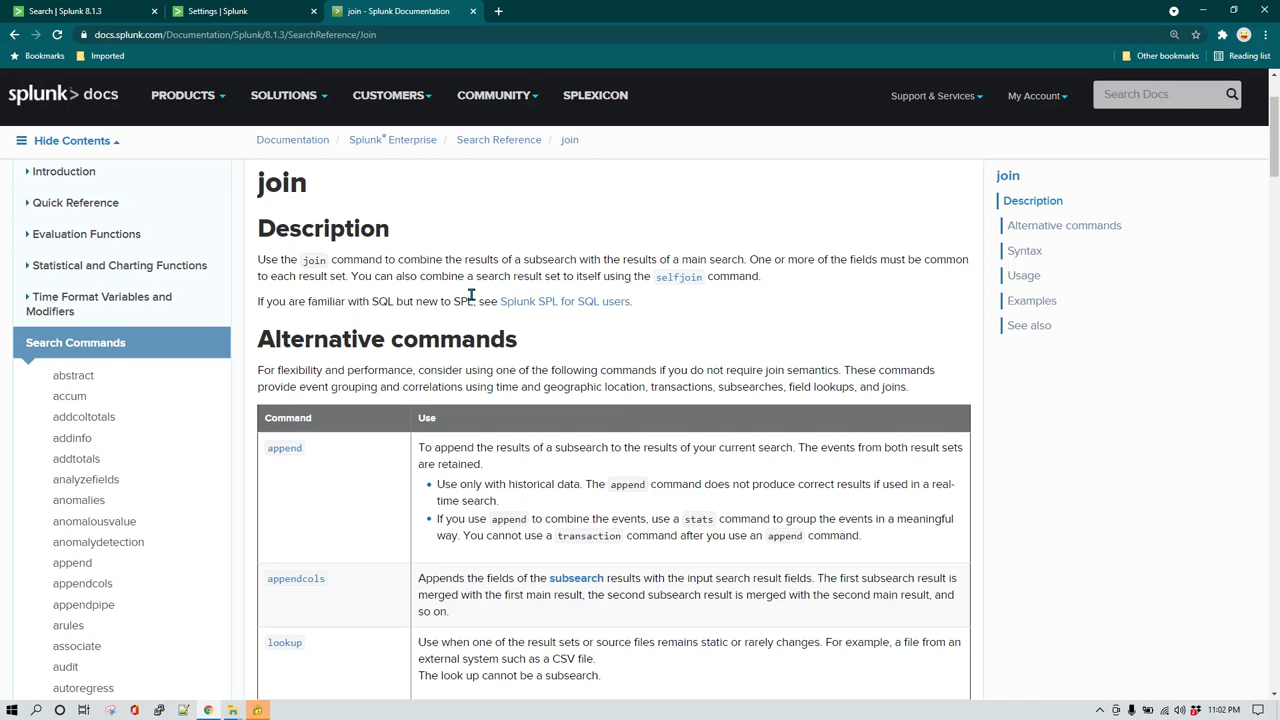 Search | Splunk 8.1.3
Settings | Splunk
join - Splunk Documentation
docs.splunk.com/Documentation/Splunk/8.1.3/SearchReference/Join
Bookmarks
Imported
Other bookmarks
Reading list
splunk> docs
PRODUCTS
SOLUTIONS
CUSTOMERS
COMMUNITY
SPLEXICON
Support & Services
My Account
Search Docs
Hide Contents
Documentation / Splunk® Enterprise / Search Reference / join
Introduction
Quick Reference
Evaluation Functions
Statistical and Charting Functions
Time Format Variables and
Modifiers
Search Commands
abstract
accum
addcoltotals
addinfo
addtotals
analyzefields
anomalies
anomalousvalue
anomalydetection
append
appendcols
appendpipe
arules
associate
audit
autoregress
join
Description
Use the join command to combine the results of a subsearch with the results of a main search. One or more of the fields must be common
to each result set. You can also combine a search result set to itself using the selfjoin command.
If you are familiar with SQL but new to SPL, see Splunk SPL for SQL users.
Alternative commands
For flexibility and performance, consider using one of the following commands if you do not require join semantics. These commands
provide event grouping and correlations using time and geographic location, transactions, subsearches, field lookups, and joins.
Command
Use
append
To append the results of a subsearch to the results of your current search. The events from both result sets
are retained.
Use only with historical data. The append command does not produce correct results if used in a real-
time search.
If you use append to combine the events, use a stats command to group the events in a meaningful
way. You cannot use a transaction command after you use an append command.
appendcols
Appends the fields of the subsearch results with the input search result fields. The first subsearch result is
merged with the first main result, the second subsearch result is merged with the second main result, and
so on.
lookup
Use when one of the result sets or source files remains static or rarely changes. For example, a file from an
external system such as a CSV file.
The look up cannot be a subsearch.
join
Description
Alternative commands
Syntax
Usage
Examples
See also
11:02 PM